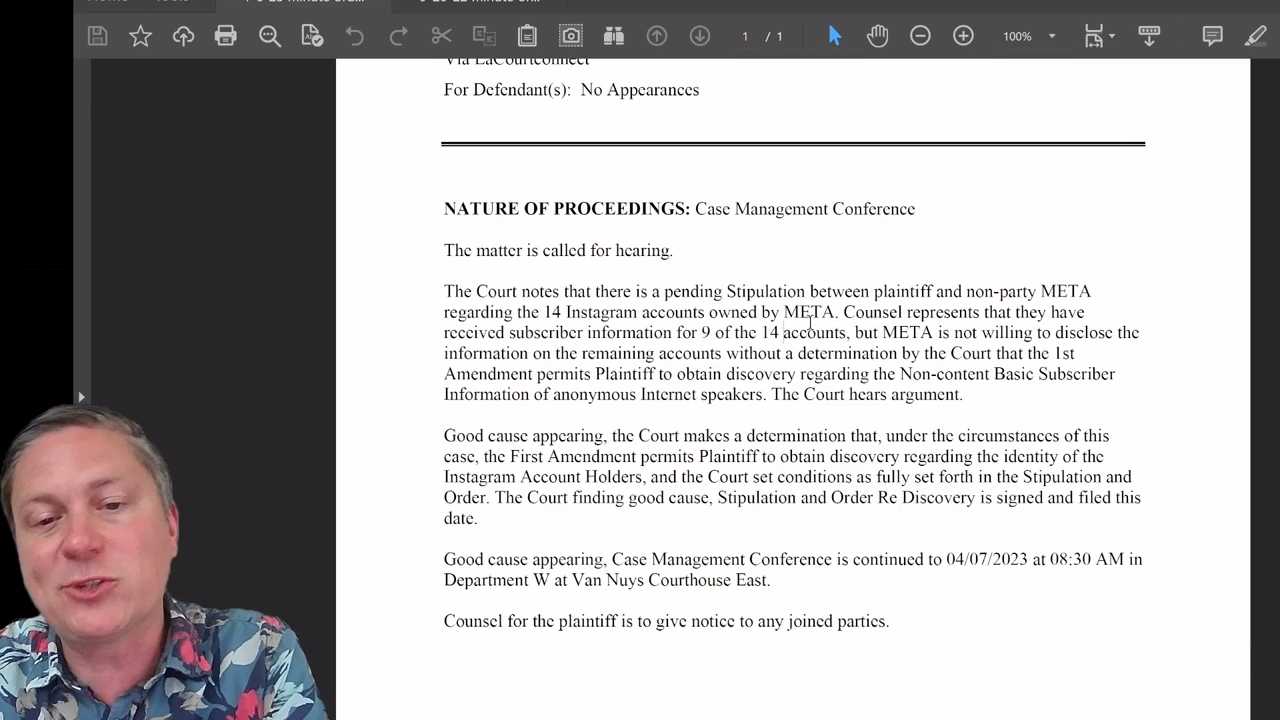 1 / 1
100%
Via LaCourtconnect
For Defendant(s): No Appearances
NATURE OF PROCEEDINGS: Case Management Conference
The matter is called for hearing.
The Court notes that there is a pending Stipulation between plaintiff and non-party META
regarding the 14 Instagram accounts owned by META. Counsel represents that they have
received subscriber information for 9 of the 14 accounts, but META is not willing to disclose the
information on the remaining accounts without a determination by the Court that the 1st
Amendment permits Plaintiff to obtain discovery regarding the Non-content Basic Subscriber
Information of anonymous Internet speakers. The Court hears argument.
Good cause appearing, the Court makes a determination that, under the circumstances of this
case, the First Amendment permits Plaintiff to obtain discovery regarding the identity of the
Instagram Account Holders, and the Court set conditions as fully set forth in the Stipulation and
Order. The Court finding good cause, Stipulation and Order Re Discovery is signed and filed this
date.
Good cause appearing, Case Management Conference is continued to 04/07/2023 at 08:30 AM in
Department W at Van Nuys Courthouse East.
Counsel for the plaintiff is to give notice to any joined parties.